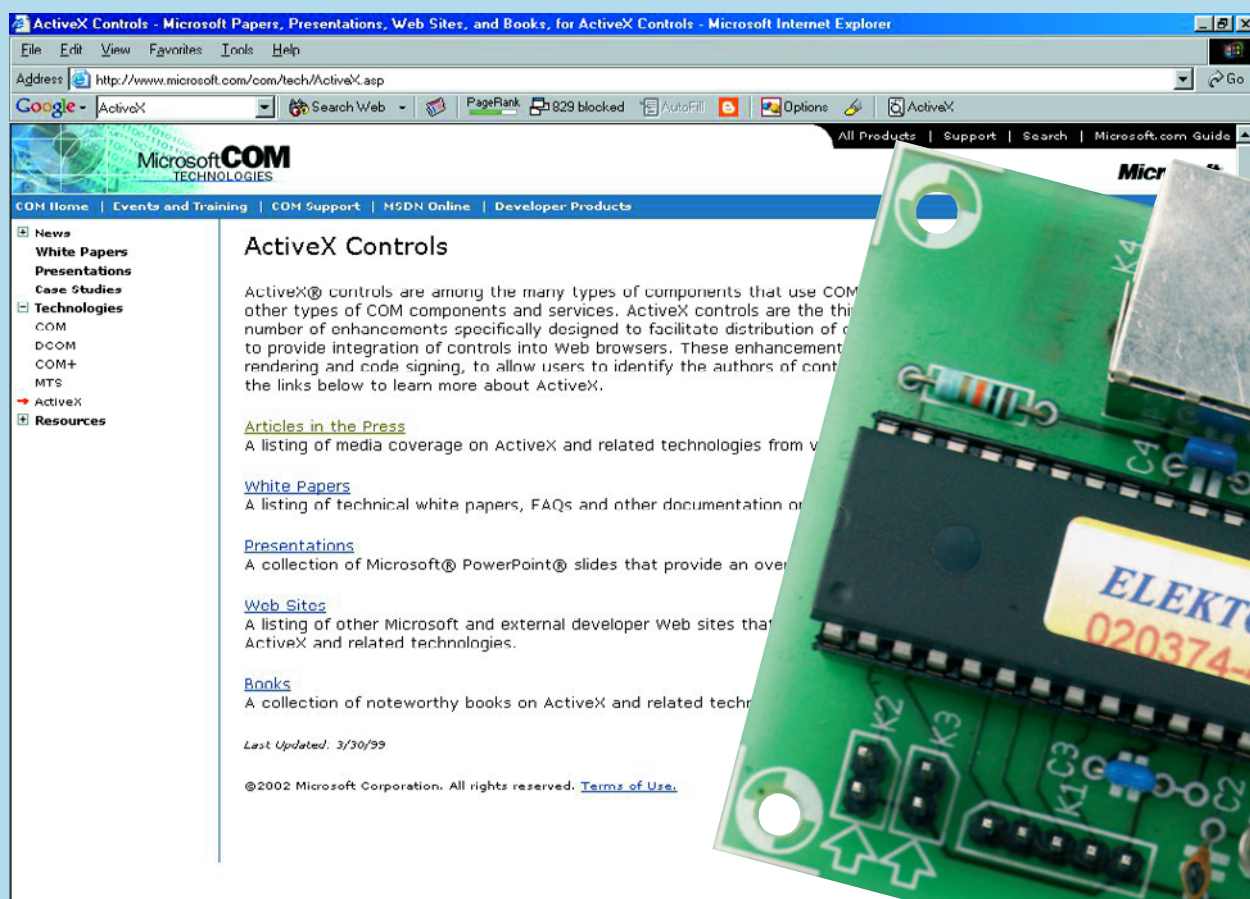 ActiveX Controls - Microsoft Papers, Presentations, Web Sites, and Books, for ActiveX Controls - Microsoft Internet Explorer
File Edit View Favorites Tools Help
Address http://www.microsoft.com/com/tech/ActiveX.asp Go
Google ActiveX Search Web PageRank 829 blocked AutoFill Options ActiveX
All Products | Support | Search | Microsoft.com Guide
Microsoft COM
TECHNOLOGIES
Micr
COM Home | Events and Training | COM Support | MSDN Online | Developer Products
News
White Papers
Presentations
Case Studies
Technologies
COM
DCOM
COM+
MTS
ActiveX
Resources
ActiveX Controls
ActiveX® controls are among the many types of components that use COM
other types of COM components and services. ActiveX controls are the
number of enhancements specifically designed to facilitate distribution of
to provide integration of controls into Web browsers. These enhancement
rendering and code signing, to allow users to identify the authors of
the links below to learn more about ActiveX.
Articles in the Press
A listing of media coverage on ActiveX and related technologies from
White Papers
A listing of technical white papers, FAQs and other documentation
Presentations
A collection of Microsoft® PowerPoint® slides that provide an
Web Sites
A listing of other Microsoft and external developer Web sites
ActiveX and related technologies.
Books
A collection of noteworthy books on ActiveX and related
Last Updated: 3/30/99
©2002 Microsoft Corporation. All rights reserved. Terms of Use.
K4
C4
ELEKTO
020374-
K2
K3
C3
K1
C2